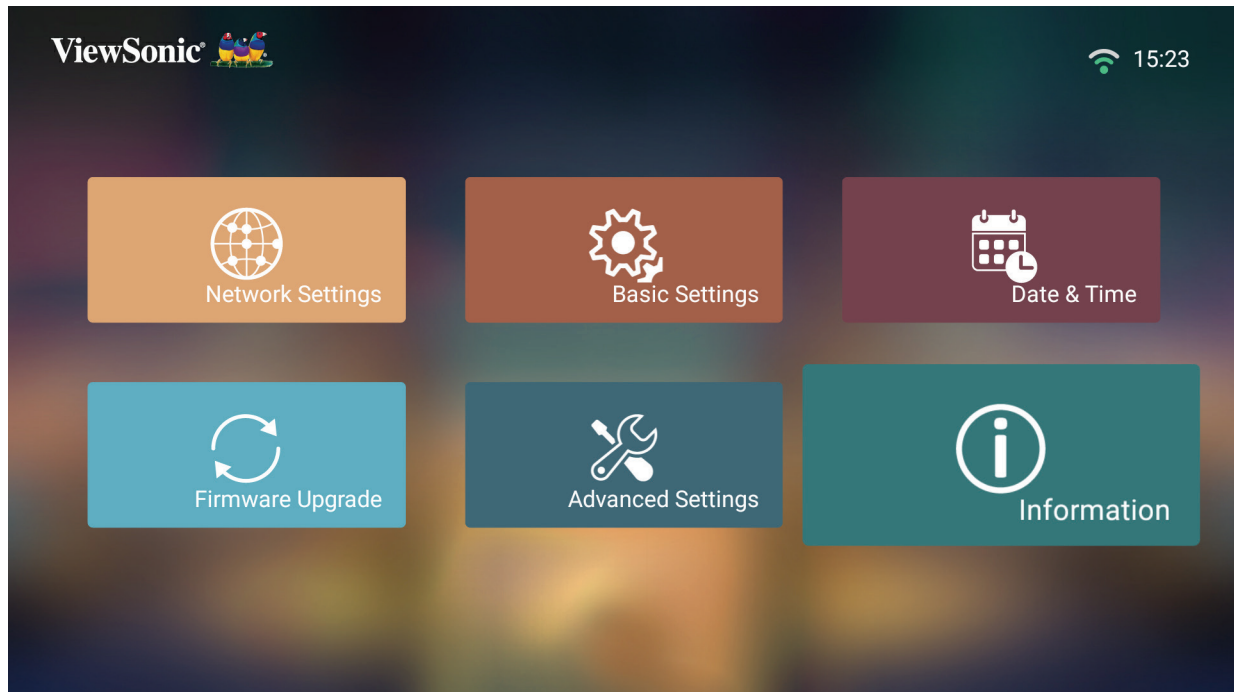 ViewSonic®
15:23
Network Settings
Basic Settings
Date & Time
Firmware Upgrade
Advanced Settings
Information